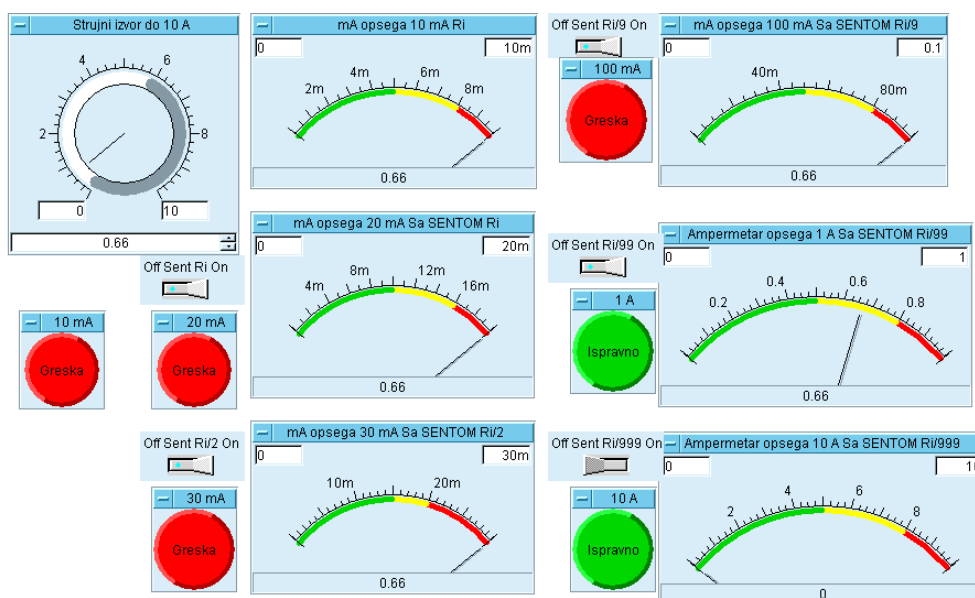 Strujni izvor do 10 A
4
6
2
8
0
10
0.66
mA opsega 10 mA Ri
0
10m
2m
4m
6m
8m
0.66
Off Sent Ri/9 On
100 mA
Greska
mA opsega 100 mA Sa SENTOM Ri/9
0
0.1
40m
80m
0.66
Off Sent Ri On
10 mA
Greska
20 mA
Greska
mA opsega 20 mA Sa SENTOM Ri
0
20m
4m
8m
12m
16m
0.66
Off Sent Ri/99 On
1 A
Ispravno
Ampermetar opsega 1 A Sa SENTOM Ri/99
0
1
0.2
0.4
0.6
0.8
0.66
Off Sent Ri/2 On
30 mA
Greska
mA opsega 30 mA Sa SENTOM Ri/2
0
30m
10m
20m
0.66
Off Sent Ri/999 On
10 A
Ispravno
Ampermetar opsega 10 A Sa SENTOM Ri/999
0
2
4
6
8
0